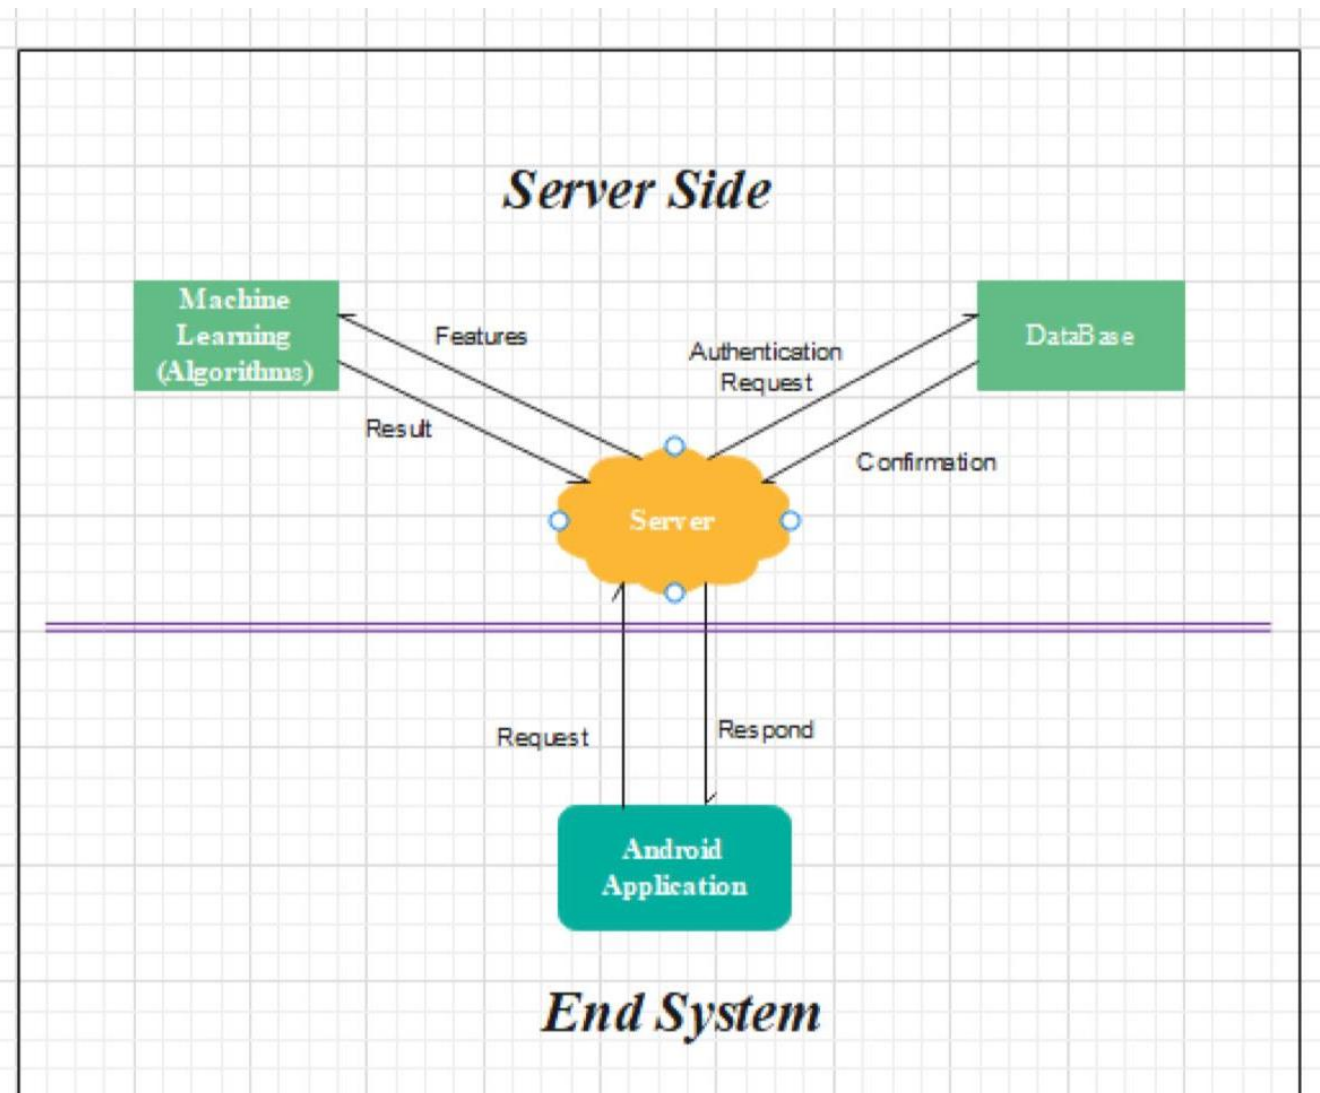 Server Side
Machine
Learning
(Algorithms)
Features
Authentication
Request
DataBase
Result
Confirmation
Server
Request
Respond
Android
Application
End System